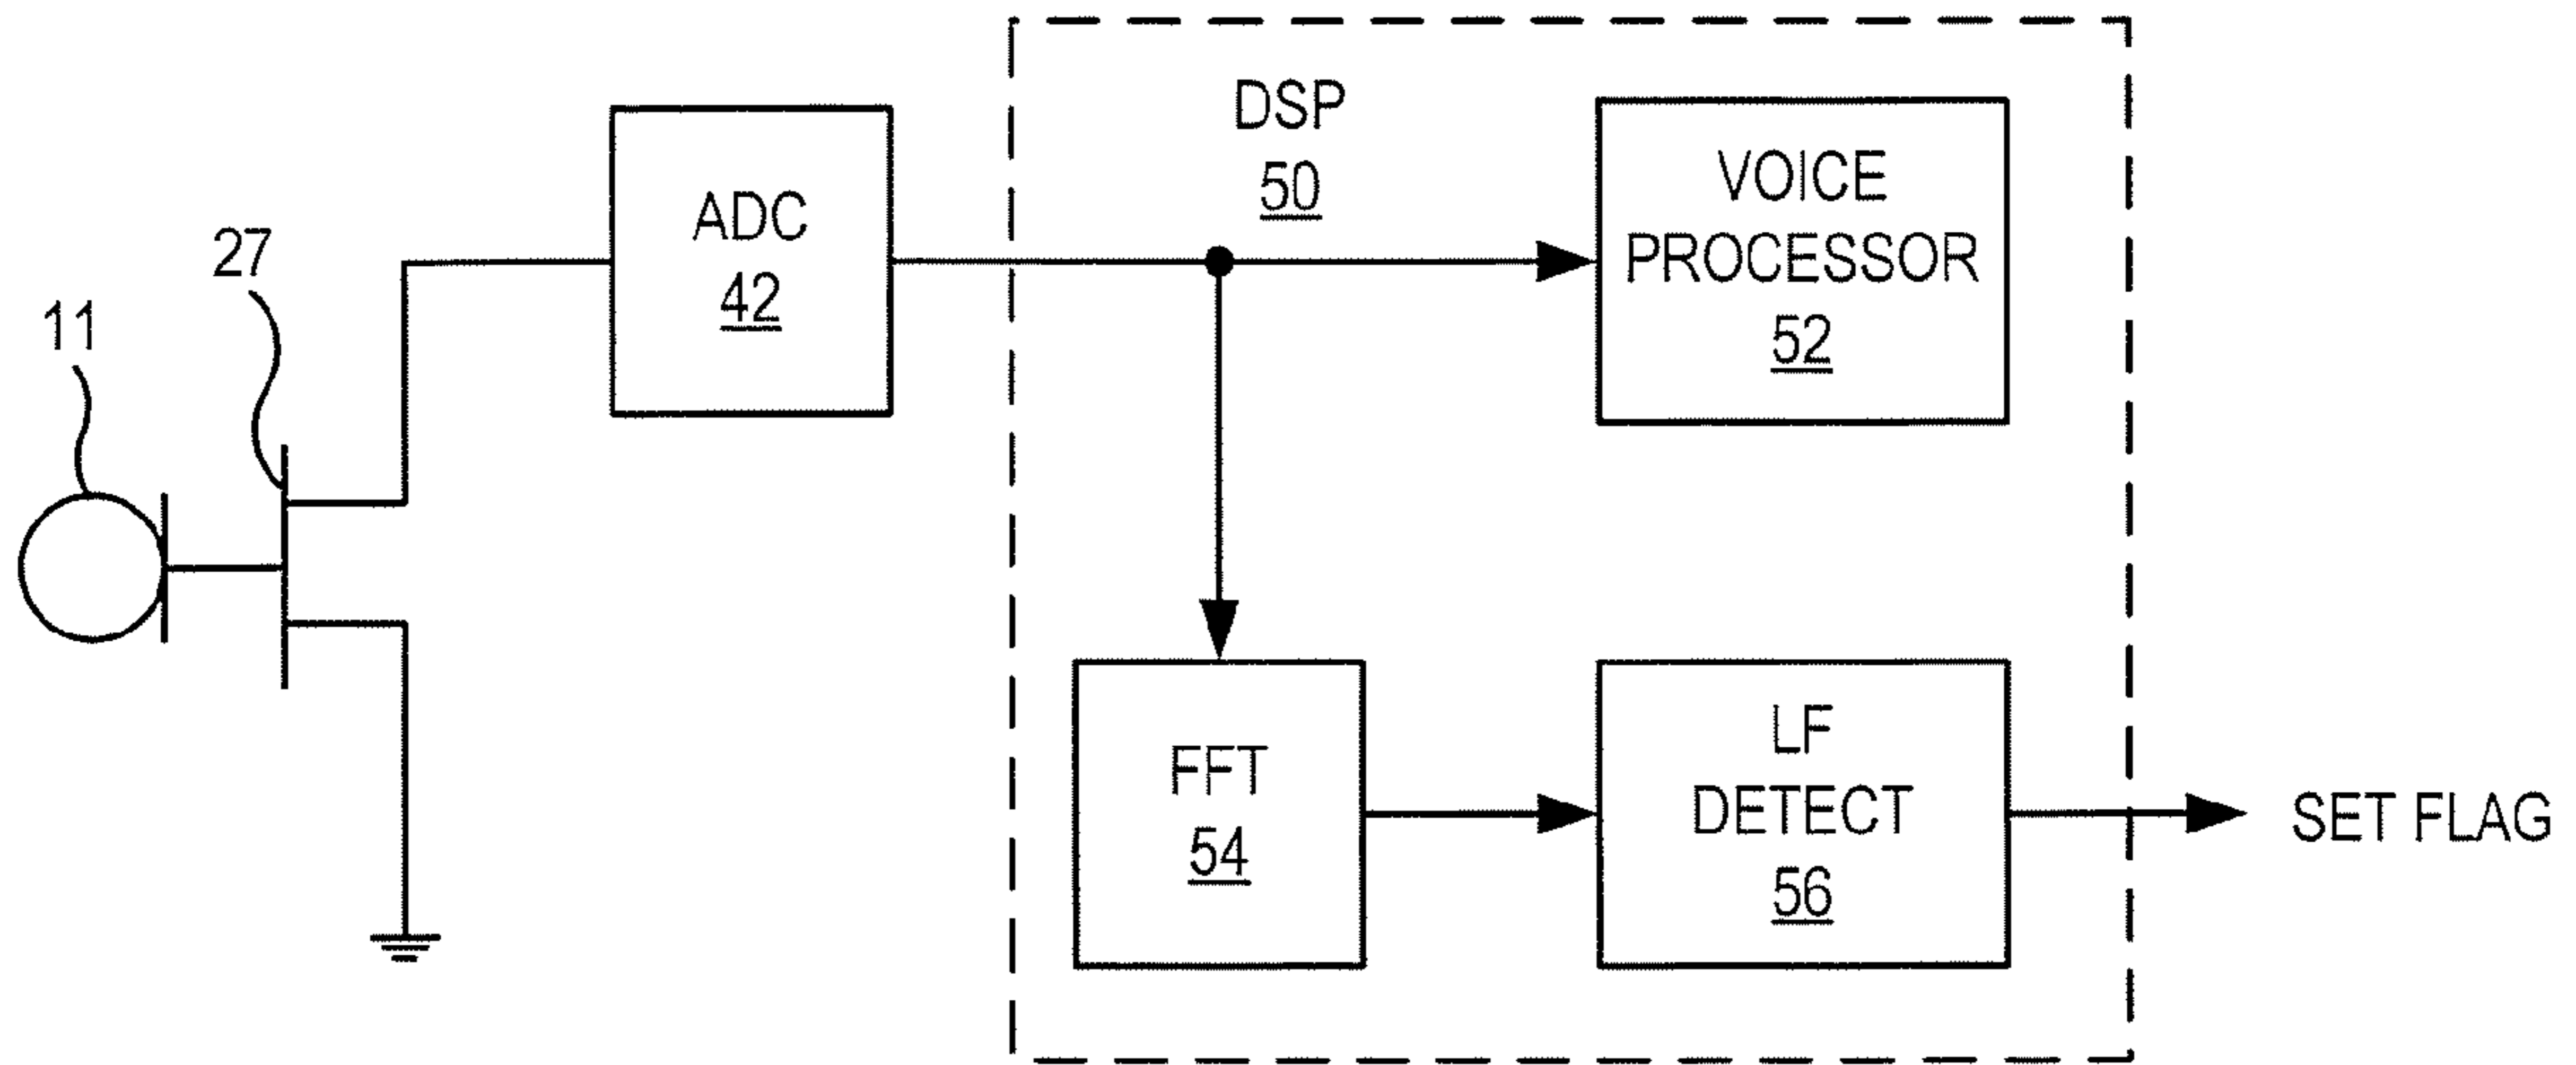 11
27
ADC
42
DSP
50
VOICE
PROCESSOR
52
FFT
54
LF
DETECT
56
SET FLAG